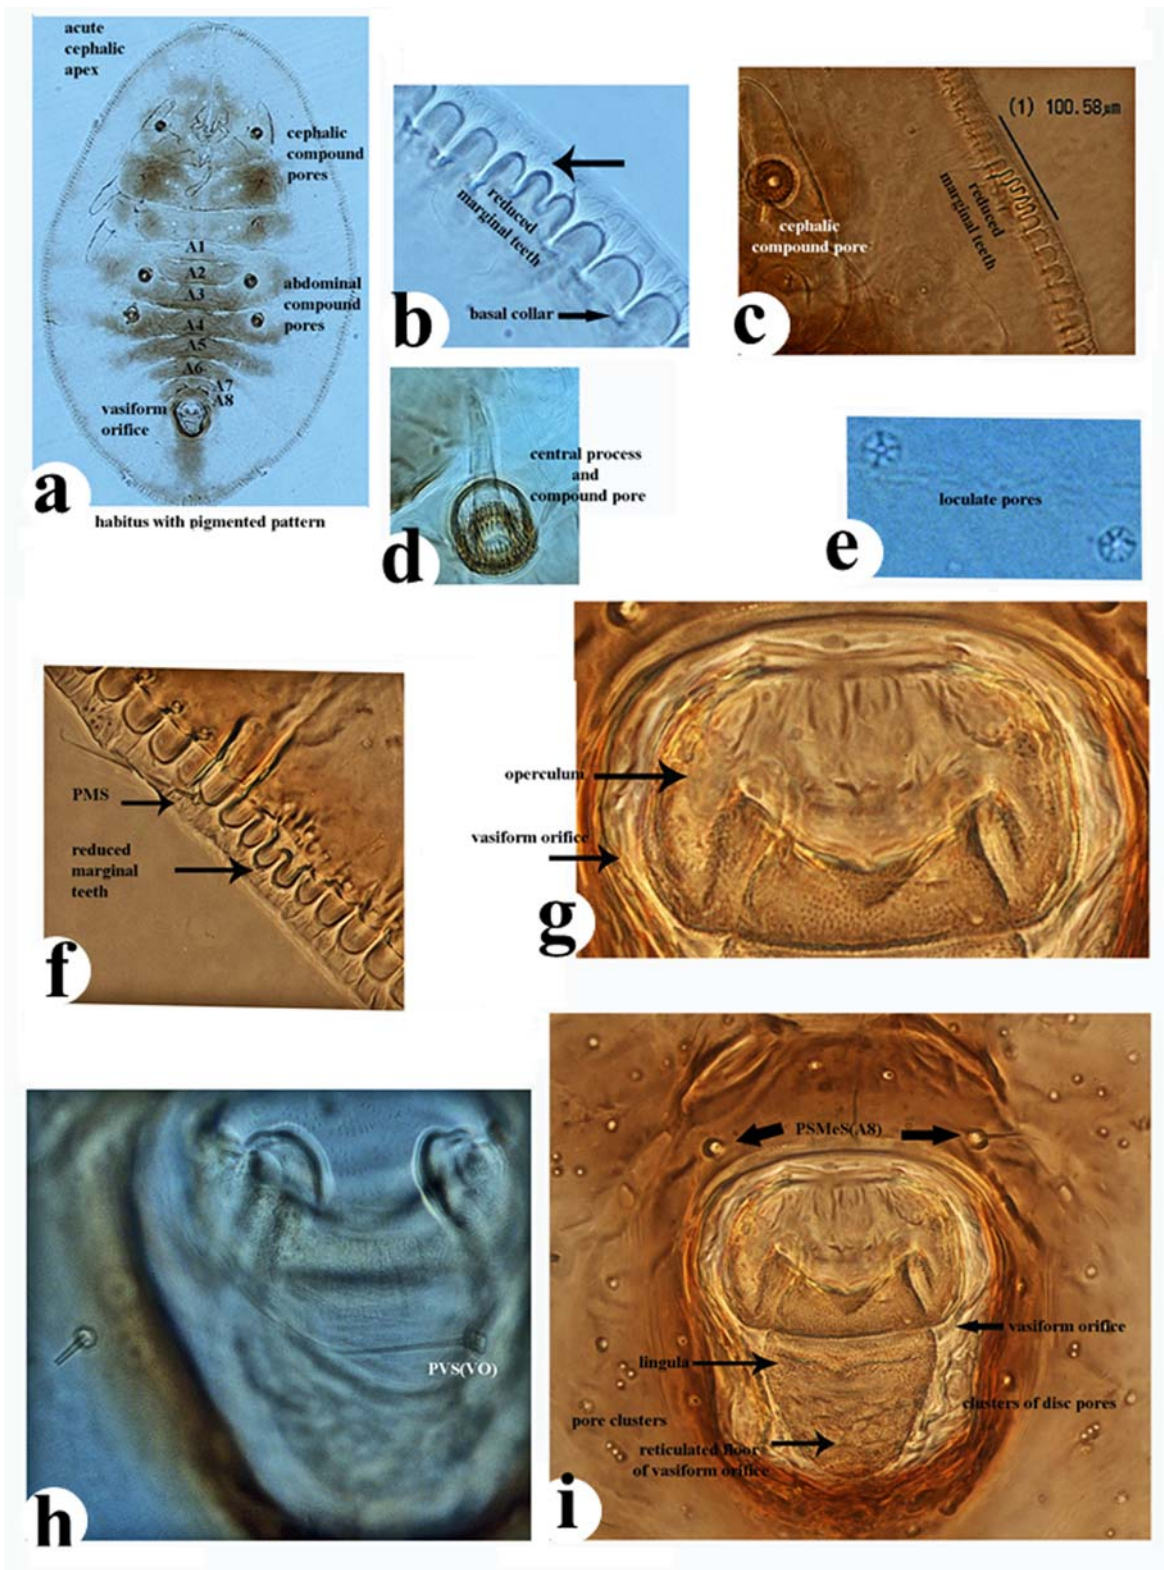 acute
cephalic
apex
cephalic
compound
pores
A1
A2
A3
abdominal
compound
pores
A4
A5
A6
A7
A8
vasiform
orifice
a
habitus with pigmented pattern
reduced
marginal teeth
basal collar
b
(1) 100.58µm
reduced
marginal teeth
cephalic
compound pore
c
central process
and
compound pore
d
loculate pores
e
PMS
reduced
marginal
teeth
f
operculum
vasiform orifice
g
PVS(VO)
h
PSMeS(A8)
vasiform orifice
lingula
clusters of disc pores
pore clusters
reticulated floor
of vasiform orifice
i